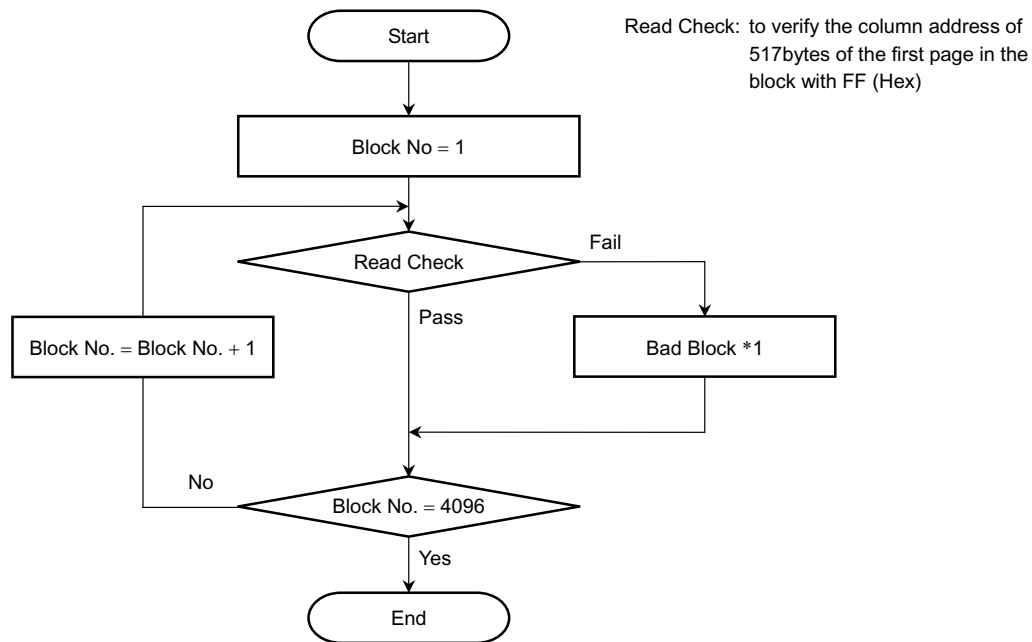 Start
Read Check: to verify the column address of
517bytes of the first page in the
block with FF (Hex)
Block No = 1
Read Check
Fail
Pass
Block No. = Block No. + 1
Bad Block *1
No
Block No. = 4096
Yes
End